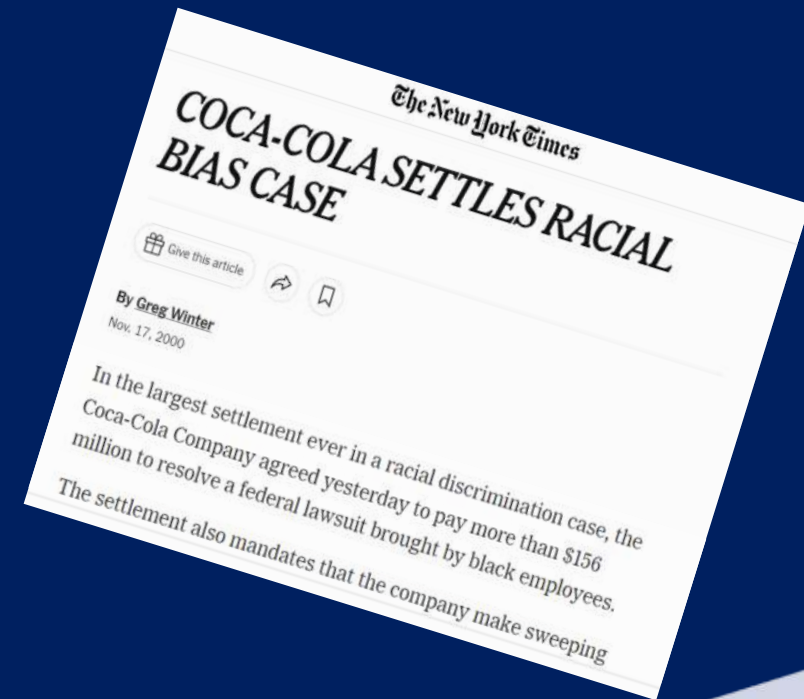 The New York Times
COCA-COLA SETTLES RACIAL
BIAS CASE
Give this article
By Greg Winter
Nov. 17, 2000
In the largest settlement ever in a racial discrimination case, the
Coca-Cola Company agreed yesterday to pay more than $156
million to resolve a federal lawsuit brought by black employees.
The settlement also mandates that the company make sweeping